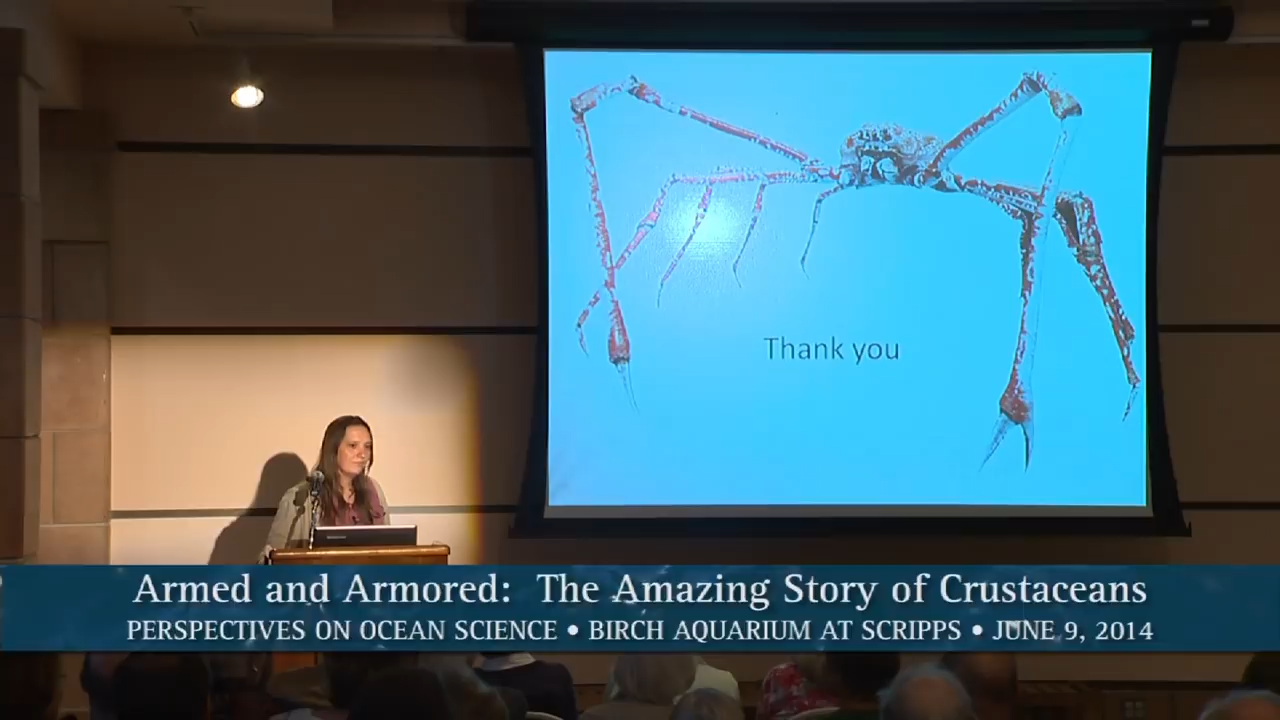 Thank you
Armed and Armored: The Amazing Story of Crustaceans
PERSPECTIVES ON OCEAN SCIENCE • BIRCH AQUARIUM AT SCRIPPS • JUNE 9, 2014